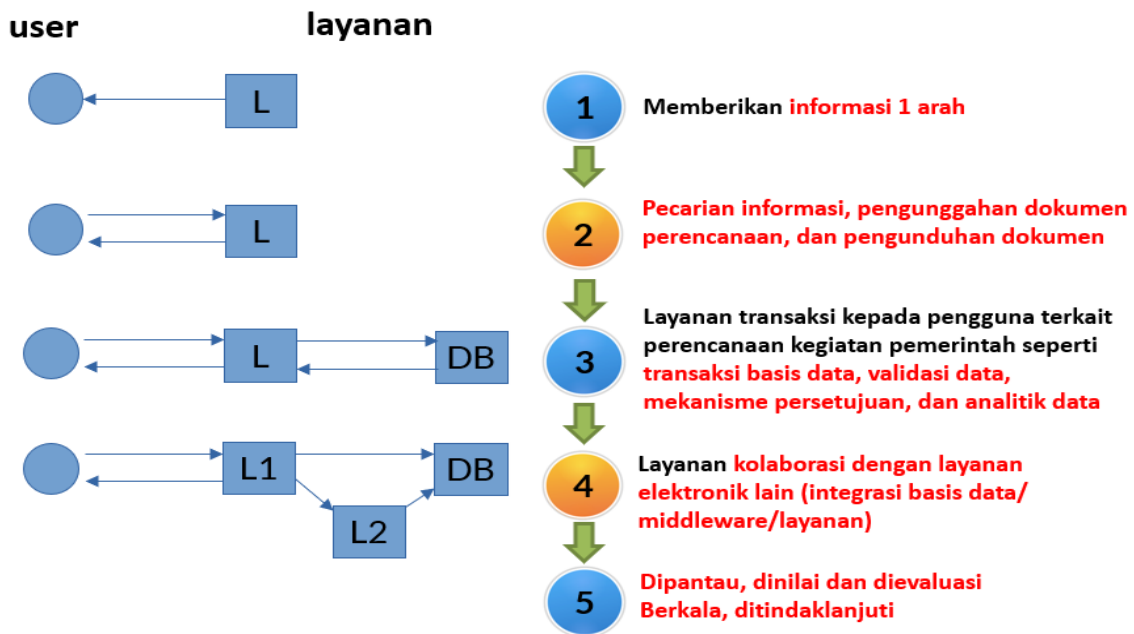 user layanan
L
1
Memberikan informasi 1 arah
L
2
Pecarian informasi, pengunggahan dokumen
perencanaan, dan pengunduhan dokumen
L
DB
3
Layanan transaksi kepada pengguna terkait
perencanaan kegiatan pemerintah seperti
transaksi basis data, validasi data,
mekanisme persetujuan, dan analitik data
L1
DB
L2
4
Layanan kolaborasi dengan layanan
elektronik lain (integrasi basis data/
middleware/layanan)
5
Dipantau, dinilai dan dievaluasi
Berkala, ditindaklanjuti